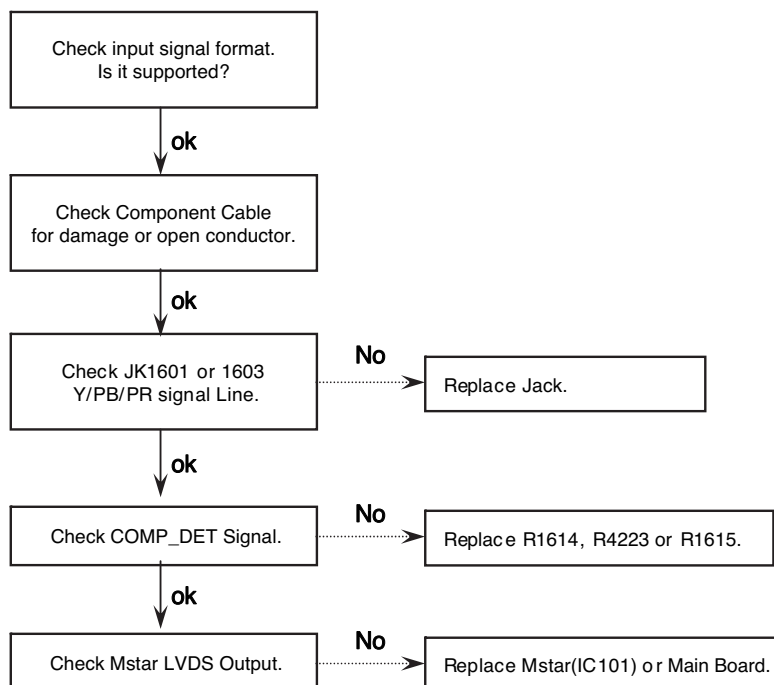 Check input signal format.
Is it supported?
ok
Check Component Cable
for damage or open conductor.
ok
Check JK1601 or 1603
Y/PB/PR signal Line.
No
Replace Jack.
ok
Check COMP_DET Signal.
No
Replace R1614, R4223 or R1615.
ok
Check Mstar LVDS Output.
No
Replace Mstar(IC101) or Main Board.